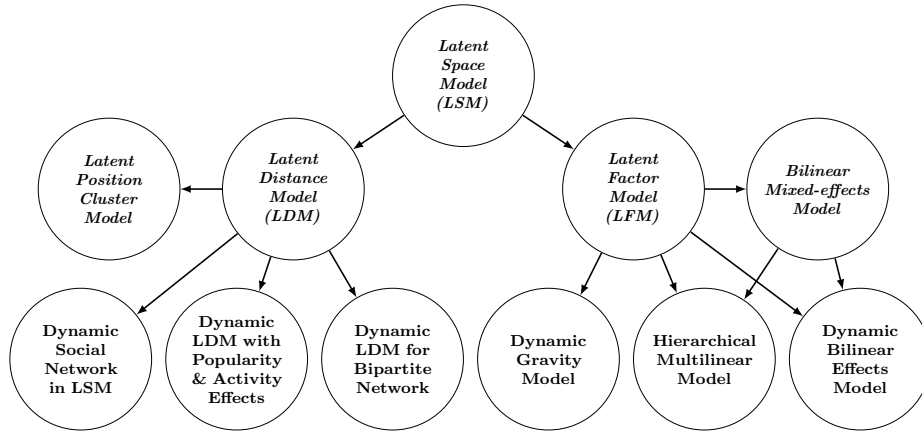 Latent
Space
Model
(LSM)
Latent
Position
Cluster
Model
Latent
Distance
Model
(LDM)
Latent
Factor
Model
(LFM)
Bilinear
Mixed-effects
Model
Dynamic
Social
Network
in LSM
Dynamic
LDM with
Popularity
& Activity
Effects
Dynamic
LDM for
Bipartite
Network
Dynamic
Gravity
Model
Hierarchical
Multilinear
Model
Dynamic
Bilinear
Effects
Model